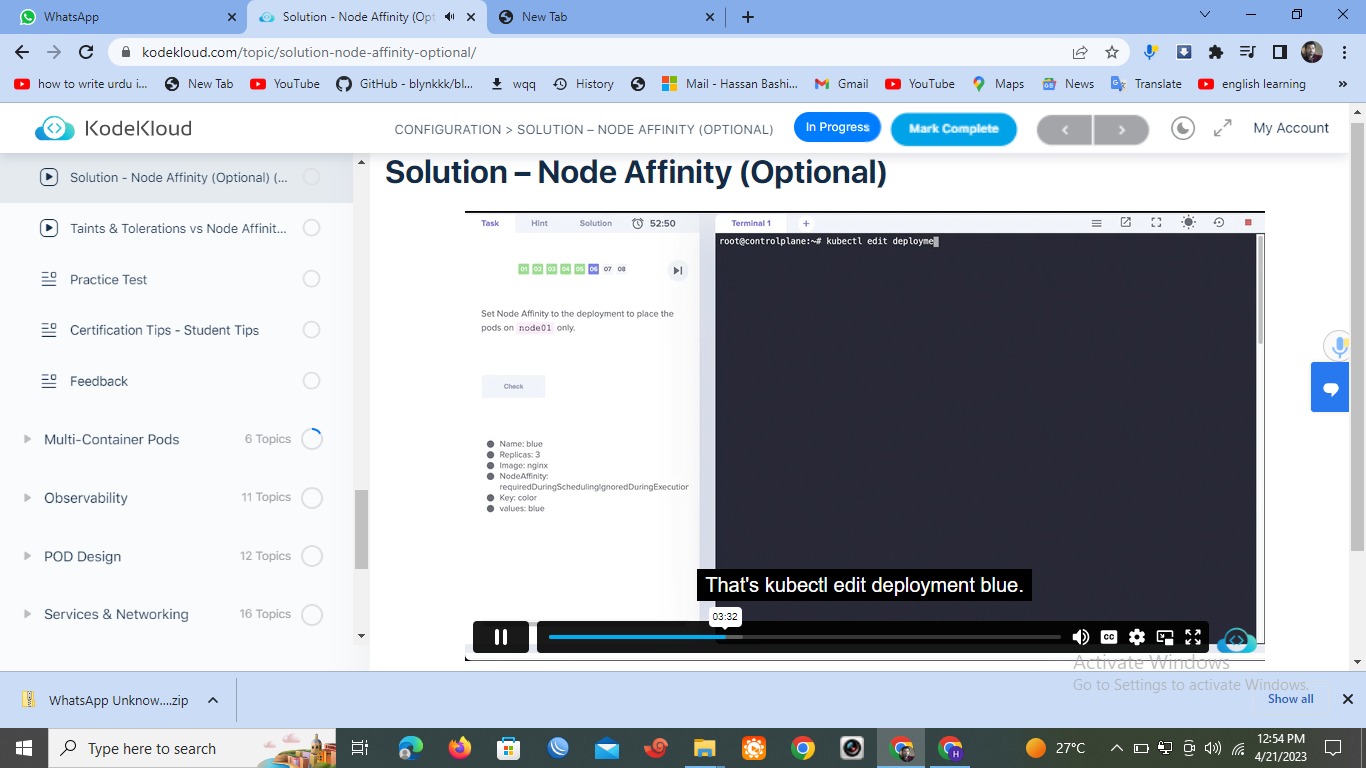 WhatsApp
Solution - Node Affinity (Opt
New Tab
kodekloud.com/topic/solution-node-affinity-optional/
how to write urdu i...
New Tab
YouTube
GitHub - blynkkk/bl...
wqq
History
Mail - Hassan Bashi...
Gmail
YouTube
Maps
News
Translate
english learning
»
KodeKloud
CONFIGURATION > SOLUTION – NODE AFFINITY (OPTIONAL)
In Progress
Mark Complete
My Account
Solution - Node Affinity (Optional) (...
Taints & Tolerations vs Node Affinit...
Practice Test
Certification Tips - Student Tips
Feedback
Multi-Container Pods
6 Topics
Observability
11 Topics
POD Design
12 Topics
Services & Networking
16 Topics
Solution – Node Affinity (Optional)
Task
Hint
Solution
52:50
Terminal 1
+
01 02 03 04 05 06 07 08
Set Node Affinity to the deployment to place the
pods on node01 only.
Check
Name: blue
Replicas: 3
Image: nginx
NodeAffinity:
requiredDuringSchedulingIgnoredDuringExecution
Key: color
values: blue
root@controlplane:~# kubectl edit deployme
That's kubectl edit deployment blue.
03:32
CC
Activate Windows
Go to Settings to activate Windows.
WhatsApp Unknow....zip
Show all
Type here to search
27°C
12:54 PM
4/21/2023